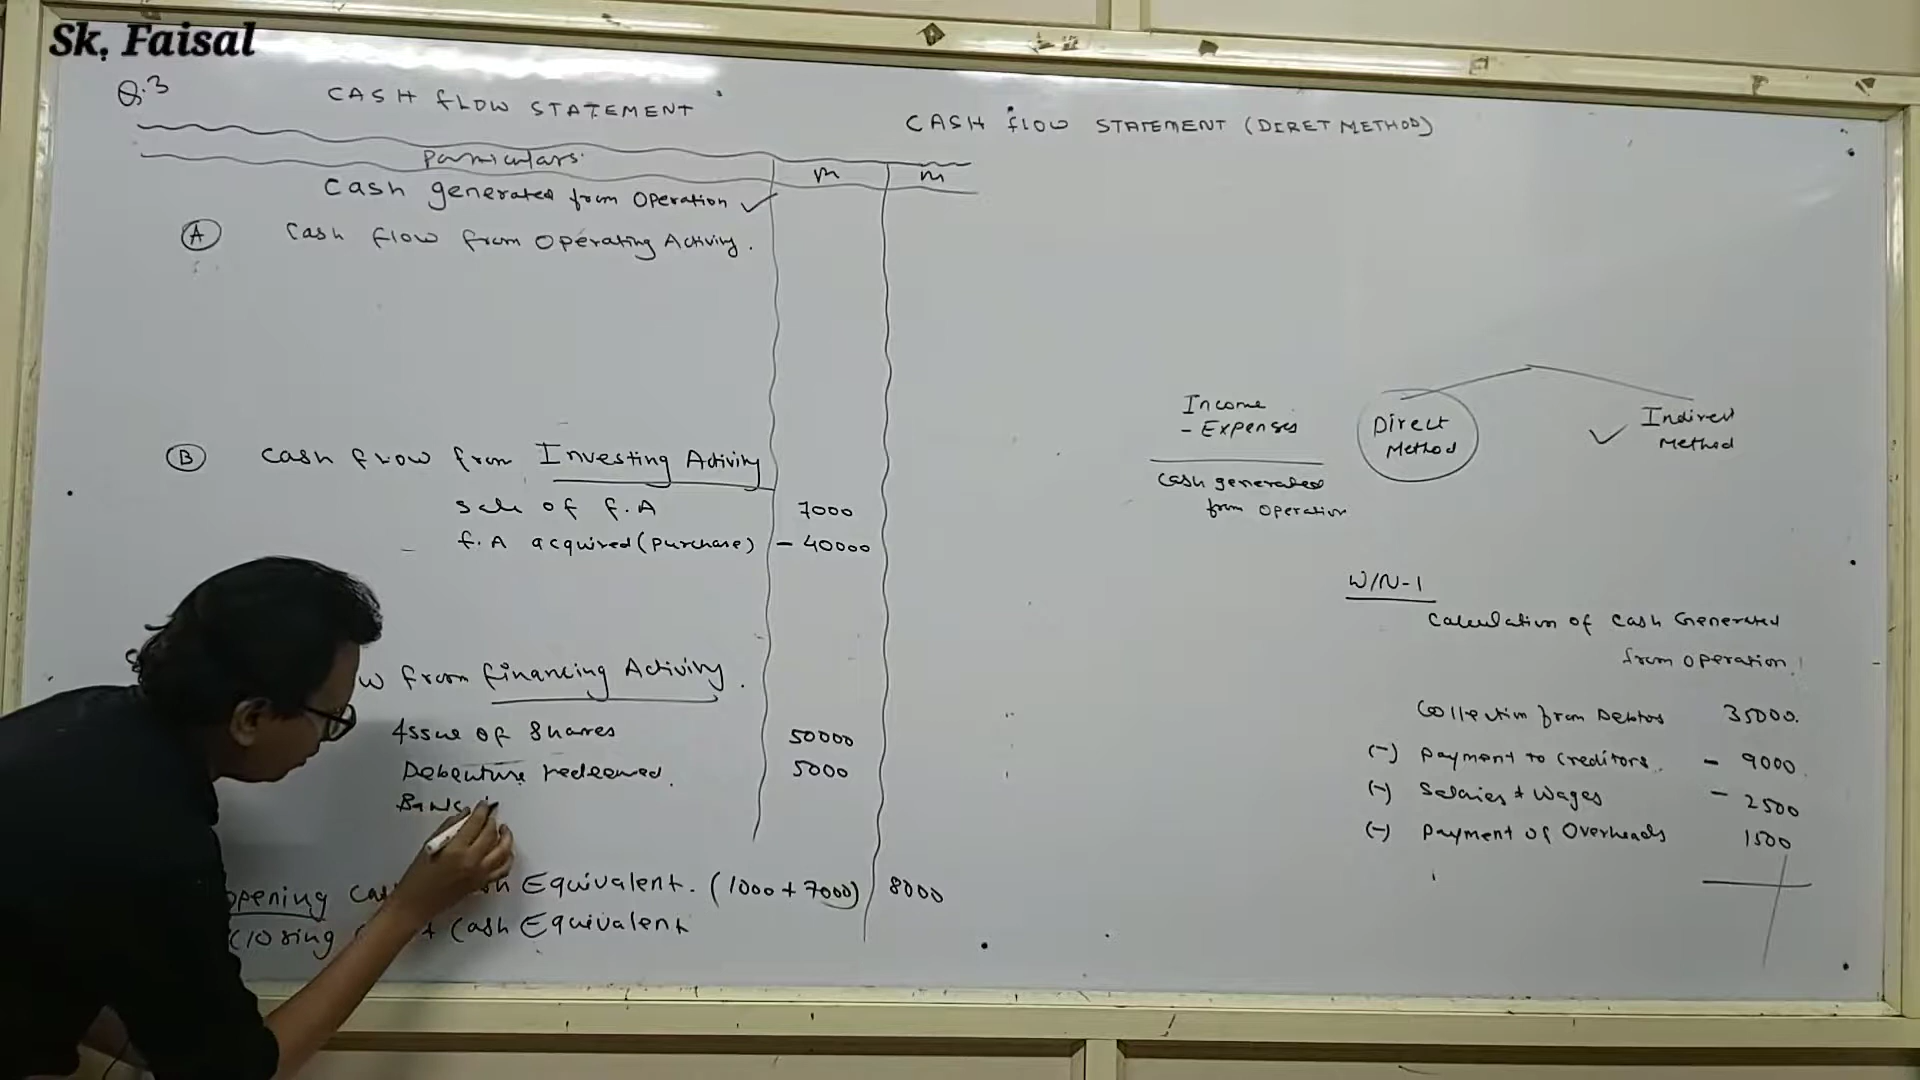 Sk. Faisal
Q.3
CASH FLOW STATEMENT
Particulars
m
m
Cash generated from Operation
A
Cash flow from Operating Activity.
B
Cash flow from Investing Activity
Sale of F.A
7000
F.A acquired (purchase)
- 40000
from financing Activity.
Issue of Shares
50000
Debenture redeemed.
5000
opening
Equivalent. (1000 + 7000)
8000
Closing
Cash Equivalent
CASH flow STATEMENT (DIRET METHOD)
Income
- Expenses
Cash generated
from operation
Direct
Method
Indirect
Method
W/N-1
Calculation of Cash Generated
from operation
Collection from Debtors 35000.
(-) Payment to Creditors. - 9000
(-) Salaries & Wages - 2500
(-) Payment of Overheads 1500